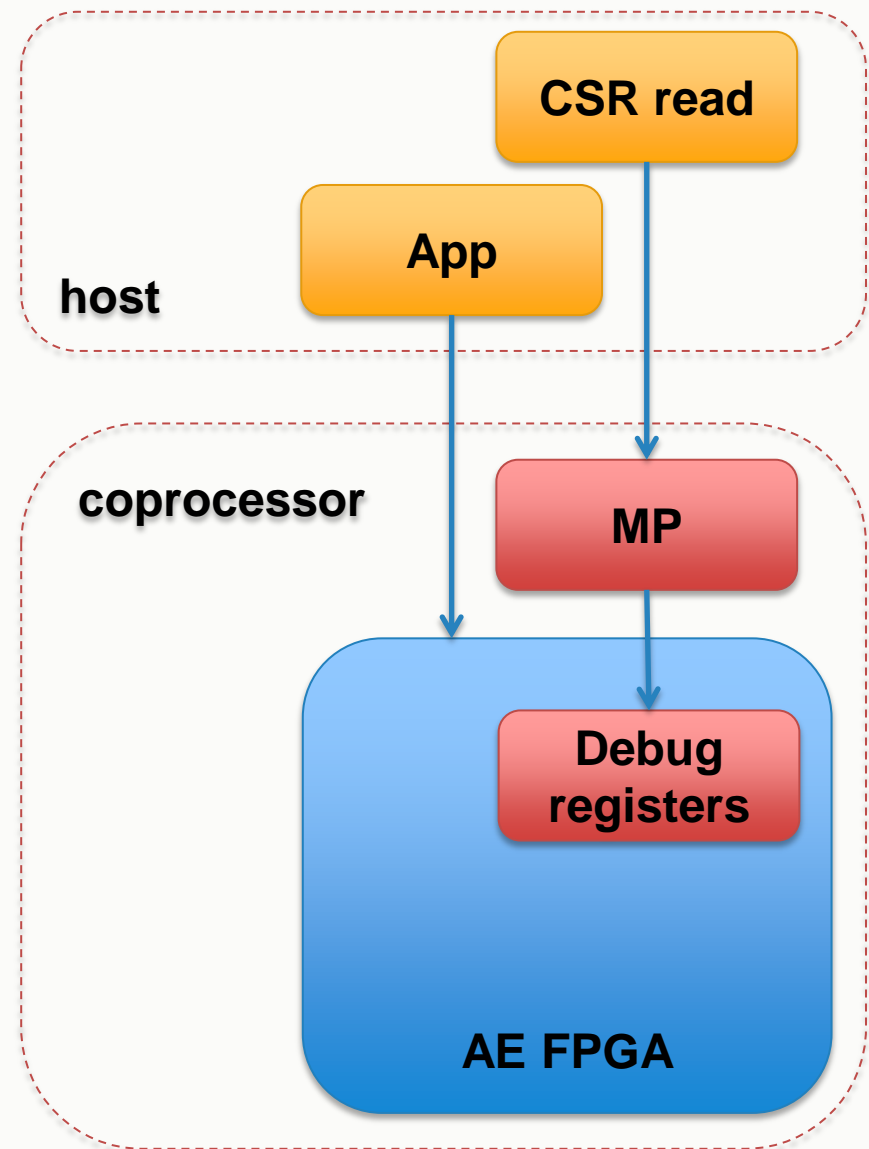 CSR read
App
host
coprocessor
MP
Debug
registers
AE FPGA